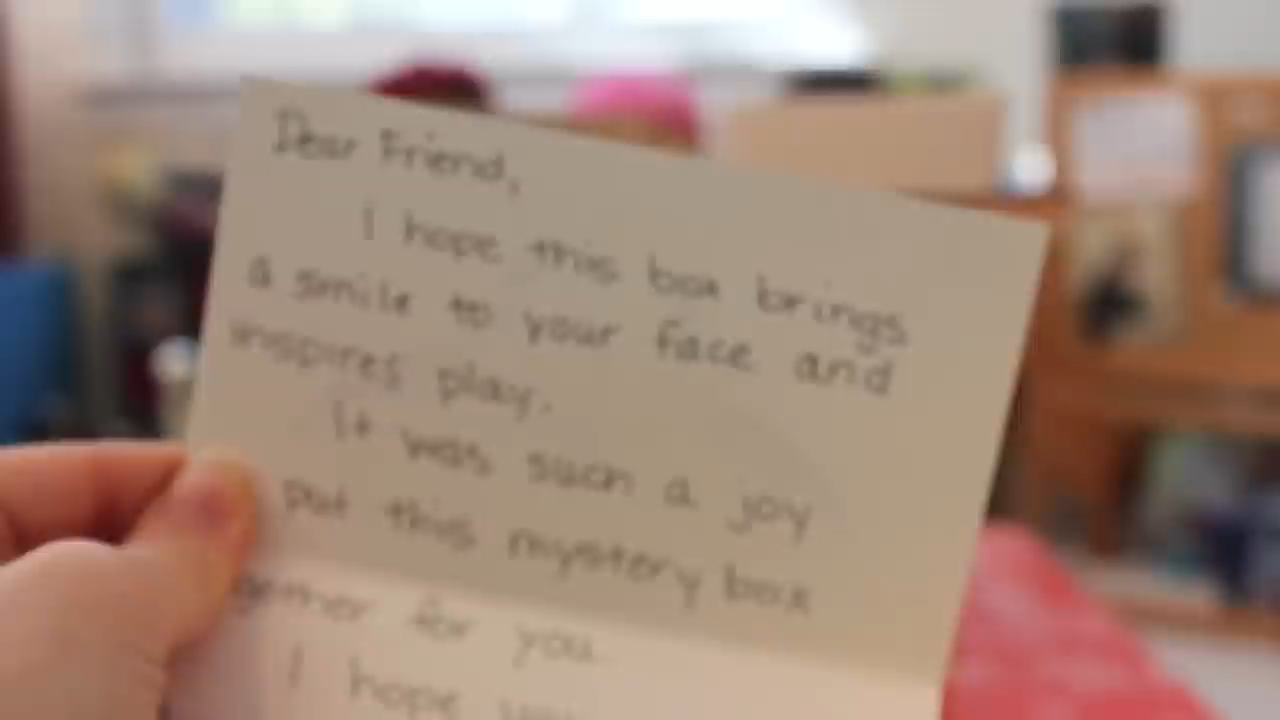 Dear Friend,
I hope this box brings
a smile to your face and
inspires play.
It was such a joy
put this mystery box
for you
I hope